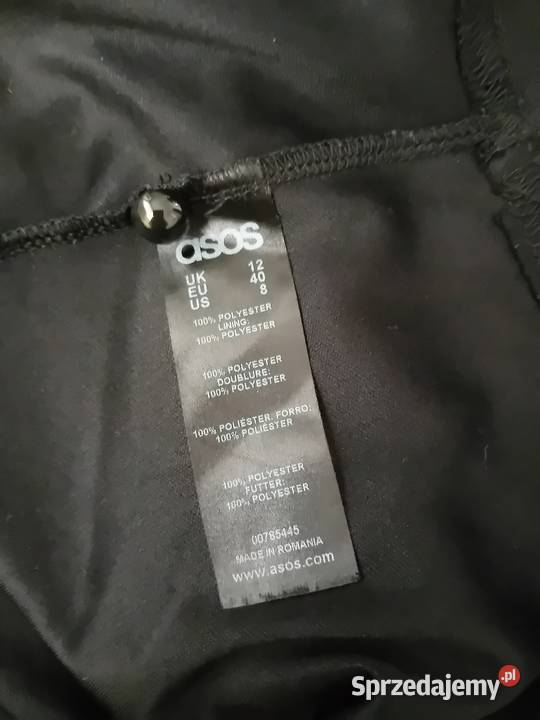 asos
UK 12
EU 40
US 8
100% POLYESTER
LINING:
100% POLYESTER
100% POLYESTER
DOUBLURE:
100% POLYESTER
100% POLIÉSTER. FORRO:
100% POLIÉSTER
100% POLYESTER
FUTTER:
100% POLYESTER
00785445
MADE IN ROMANIA
www.asos.com
Sprzedajemy.pl